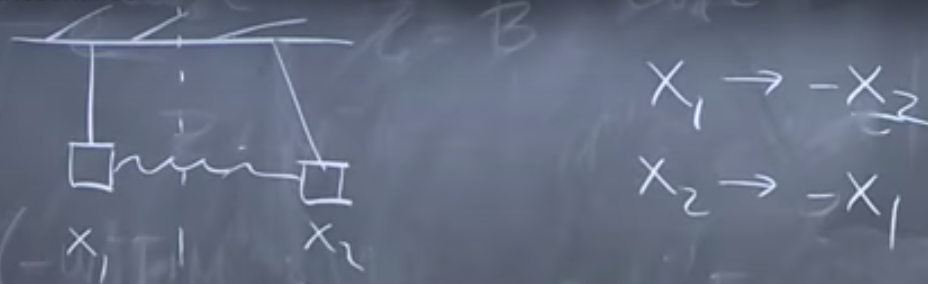 X₁ → -X₂
X₂ → -X₁
X₁ X₂